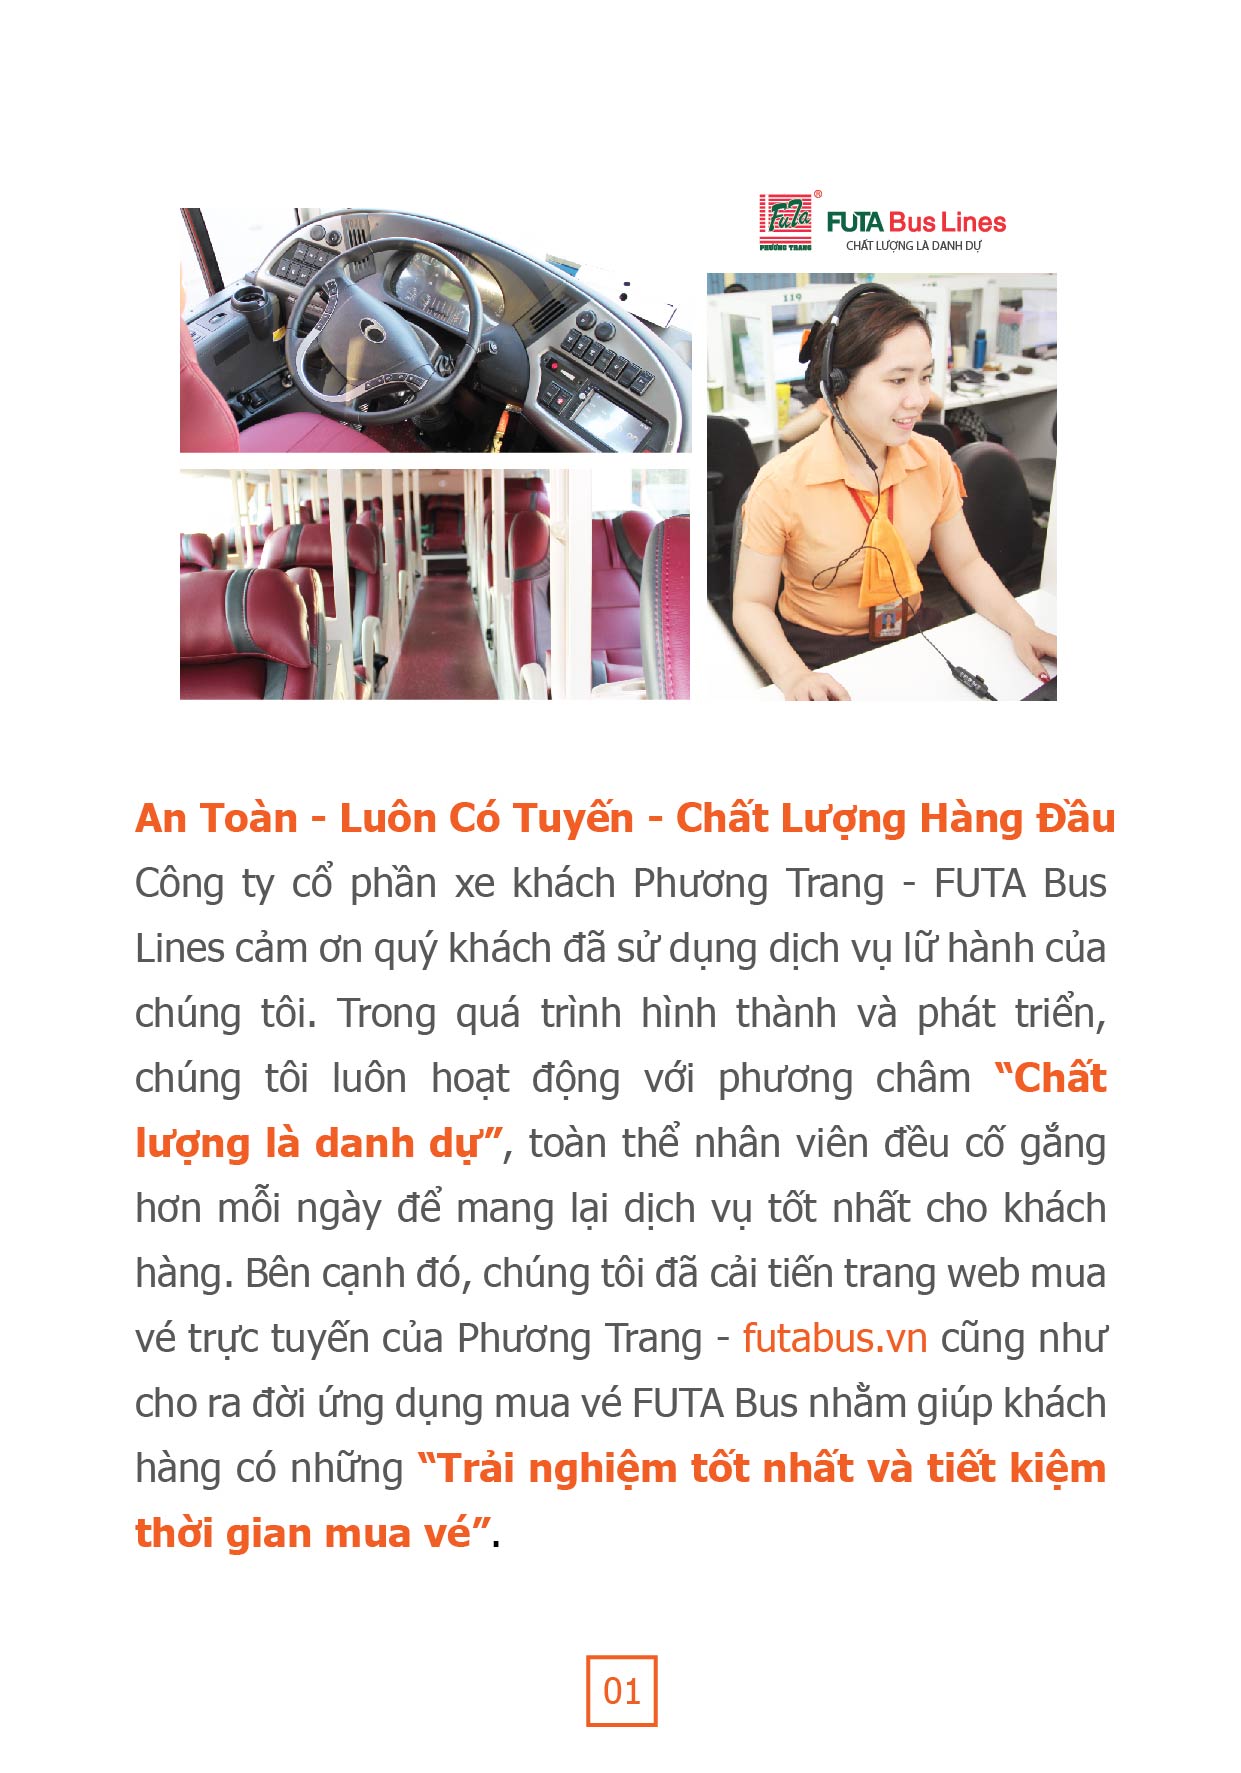 FuTa ®
PHƯƠNG TRANG
FUTA Bus Lines
CHẤT LƯỢNG LÀ DANH DỰ
119
An Toàn - Luôn Có Tuyến - Chất Lượng Hàng Đầu
Công ty cổ phần xe khách Phương Trang - FUTA Bus
Lines cảm ơn quý khách đã sử dụng dịch vụ lữ hành của
chúng tôi. Trong quá trình hình thành và phát triển,
chúng tôi luôn hoạt động với phương châm “Chất
lượng là danh dự”, toàn thể nhân viên đều cố gắng
hơn mỗi ngày để mang lại dịch vụ tốt nhất cho khách
hàng. Bên cạnh đó, chúng tôi đã cải tiến trang web mua
vé trực tuyến của Phương Trang - futabus.vn cũng như
cho ra đời ứng dụng mua vé FUTA Bus nhằm giúp khách
hàng có những “Trải nghiệm tốt nhất và tiết kiệm
thời gian mua vé”.
01